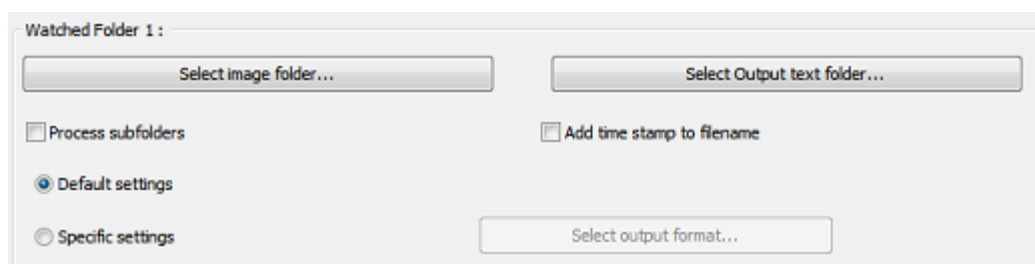 Watched Folder 1 :
Select image folder...
Select Output text folder...
Process subfolders
Add time stamp to filename
Default settings
Specific settings
Select output format...